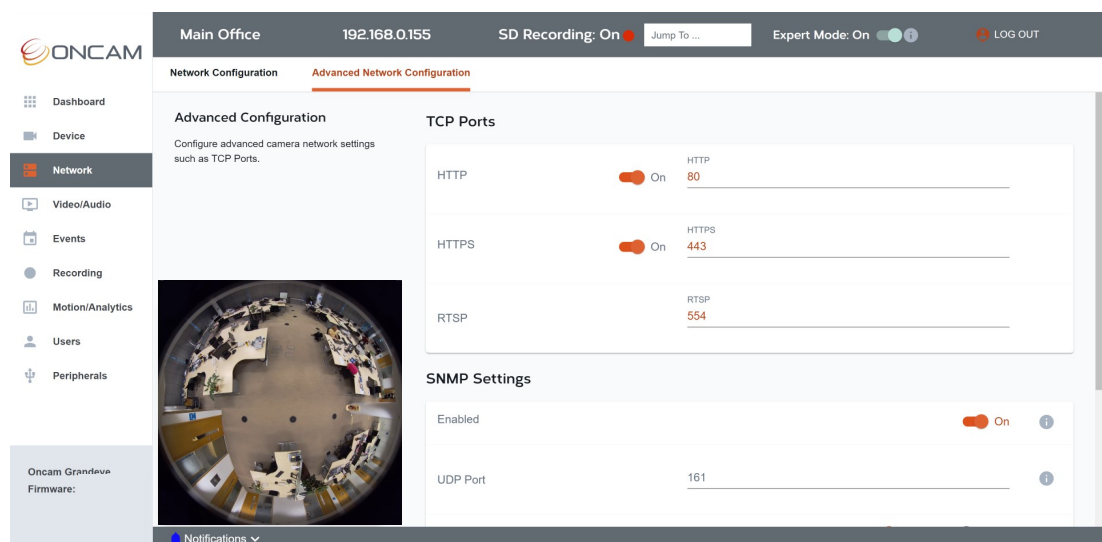 ONCAM
Main Office 192.168.0.155 SD Recording: On Jump To ... Expert Mode: On LOG OUT
Network Configuration Advanced Network Configuration
Dashboard
Device
Network
Video/Audio
Events
Recording
Motion/Analytics
Users
Peripherals
Oncam Grandeye
Firmware:
Advanced Configuration
Configure advanced camera network settings
such as TCP Ports.
TCP Ports
HTTP On HTTP
80
HTTPS On HTTPS
443
RTSP RTSP
554
SNMP Settings
Enabled On
UDP Port 161
Notifications